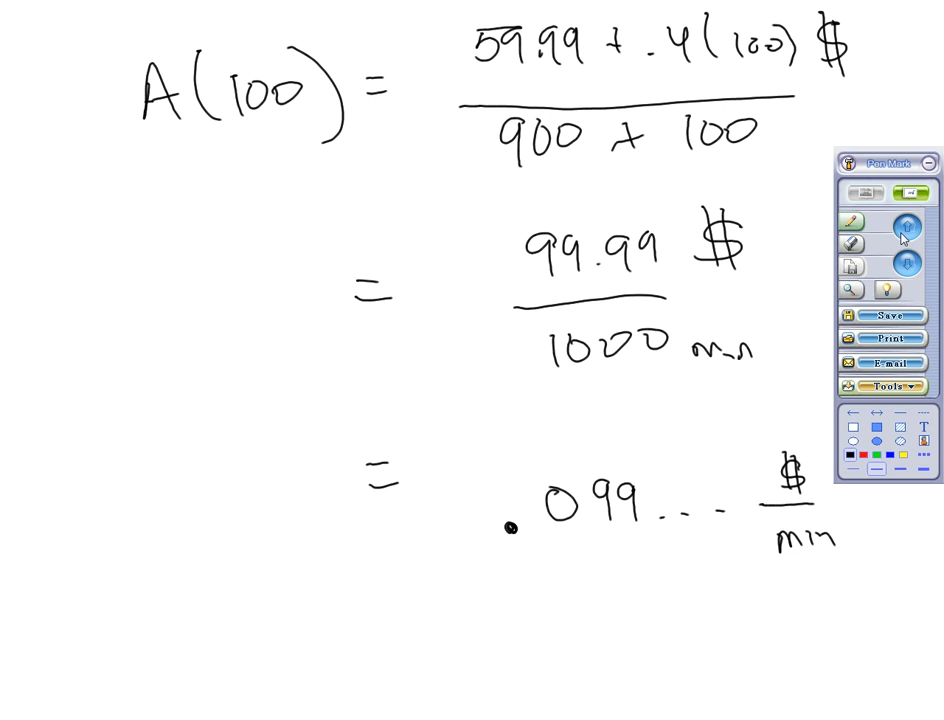 59.99 + .4(100) $
A(100) =
900 + 100
99.99 $
=
1000 min
= .099... $
min
Pen Mark
Save
Print
E-mail
Tools
T